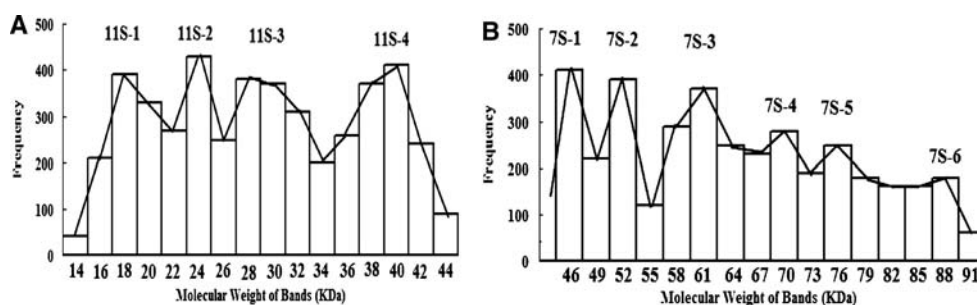 A
500
400
300
200
100
0
Frequency
11S-1 11S-2 11S-3 11S-4
14 16 18 20 22 24 26 28 30 32 34 36 38 40 42 44
Molecular Weight of Bands (KDa)
B
500
400
300
200
100
0
Frequency
7S-1 7S-2 7S-3
7S-4 7S-5
7S-6
46 49 52 55 58 61 64 67 70 73 76 79 82 85 88 91
Molecular Weight of Bands (KDa)